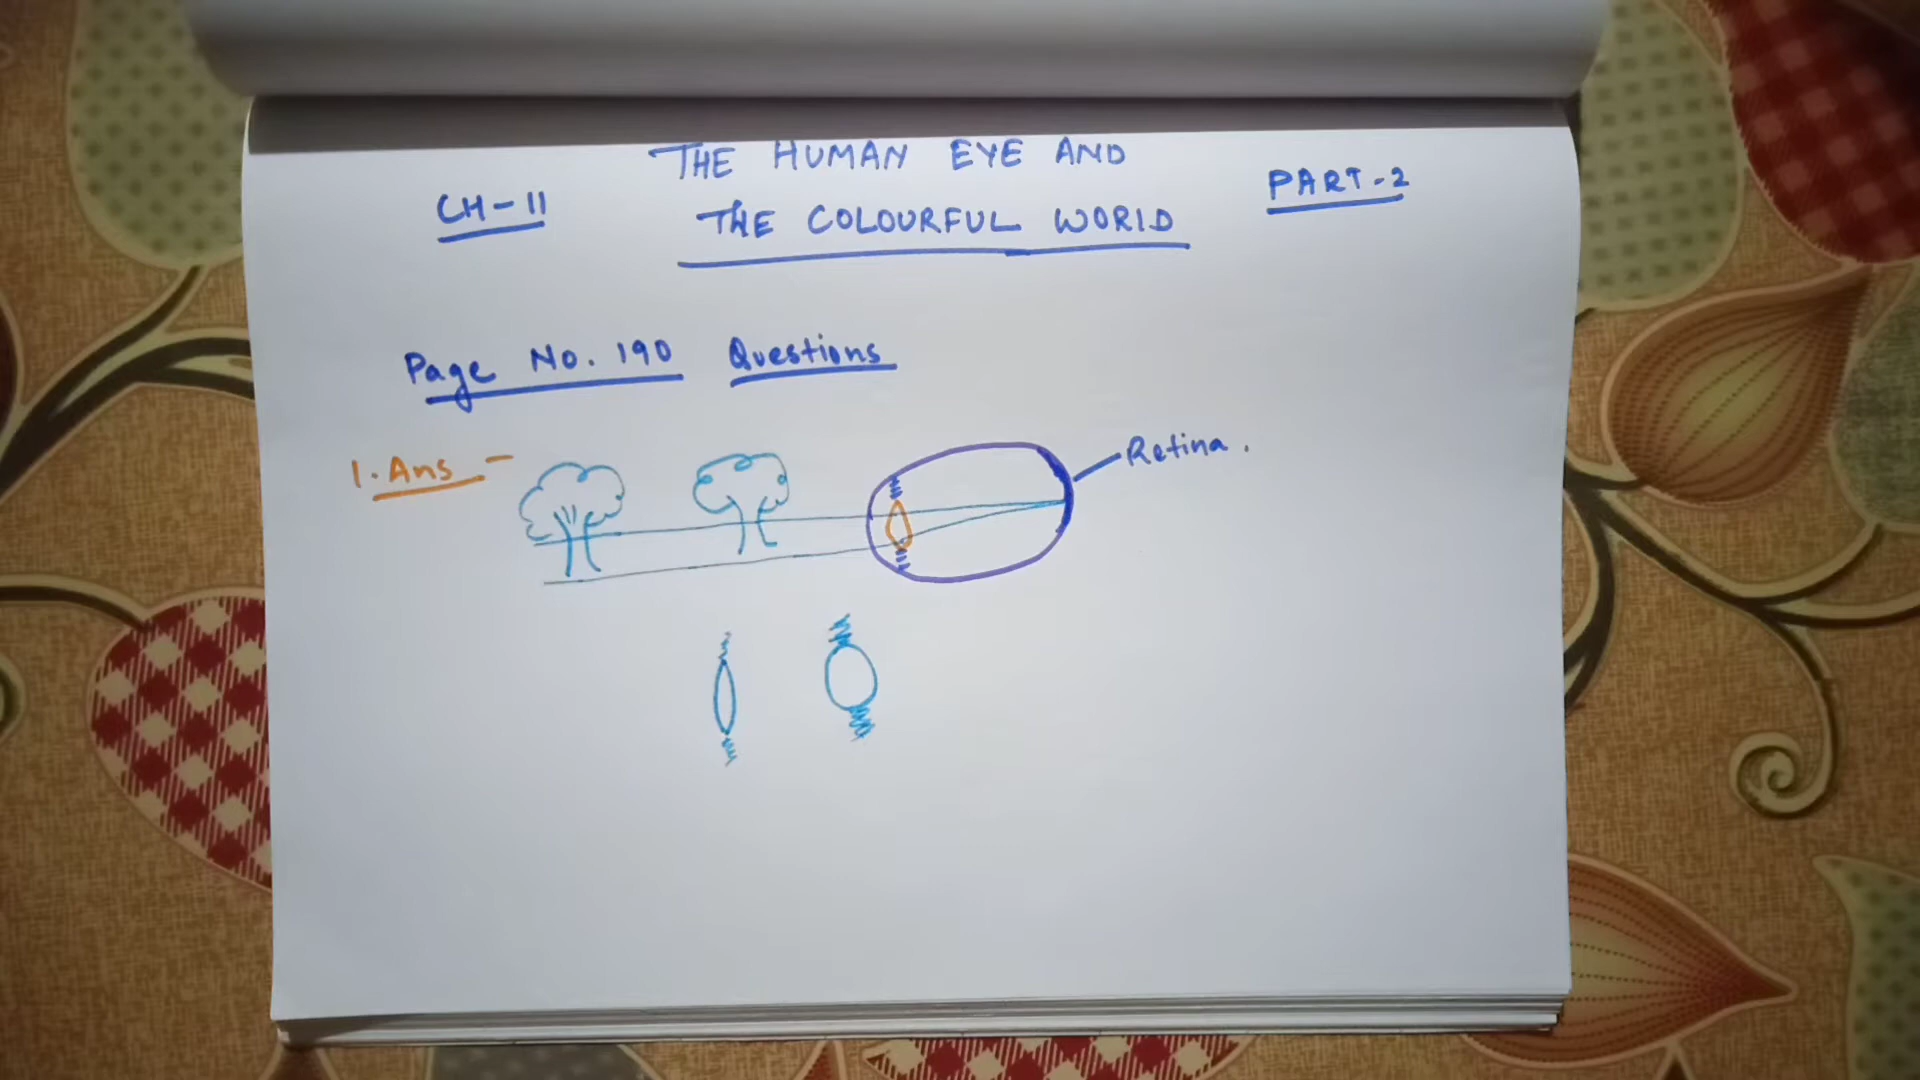 THE HUMAN EYE AND
CH-11
THE COLOURFUL WORLD
PART-2
Page No. 190 Questions
1. Ans -
Retina.